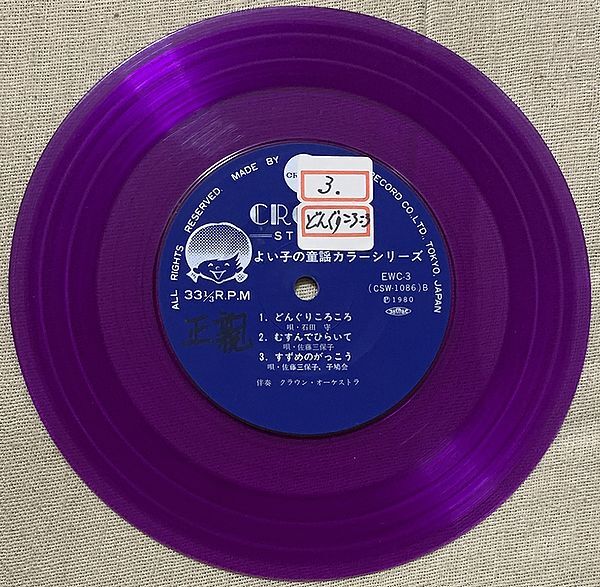 ALL RIGHTS RESERVED. MADE BY CR RECORD CO., LTD., TOKYO, JAPAN
3.
CR
どんぐりころころ
ST
よい子の童謡カラーシリーズ
33⅓R.P.M
EWC-3
(CSW-1086)B
Ⓟ1980
正観
1. どんぐりころころ
唄・石田 守
2. むすんでひらいて
唄・佐藤三保子
3. すずめのがっこう
唄・佐藤三保子、子鳩会
伴奏 クラウン・オーケストラ